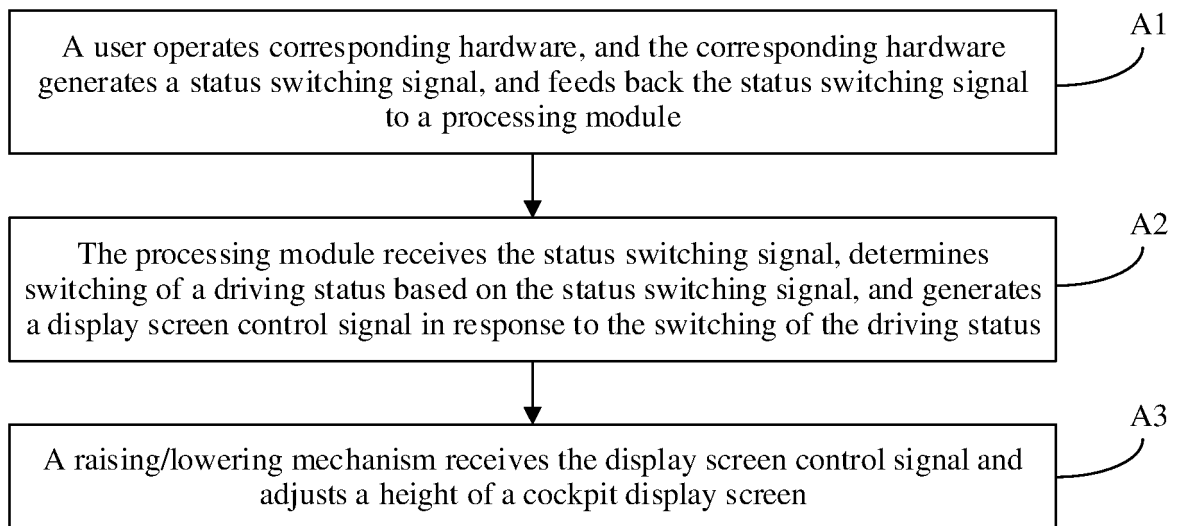 A user operates corresponding hardware, and the corresponding hardware
generates a status switching signal, and feeds back the status switching signal
to a processing module
A1
The processing module receives the status switching signal, determines
switching of a driving status based on the status switching signal, and generates
a display screen control signal in response to the switching of the driving status
A2
A raising/lowering mechanism receives the display screen control signal and
adjusts a height of a cockpit display screen
A3